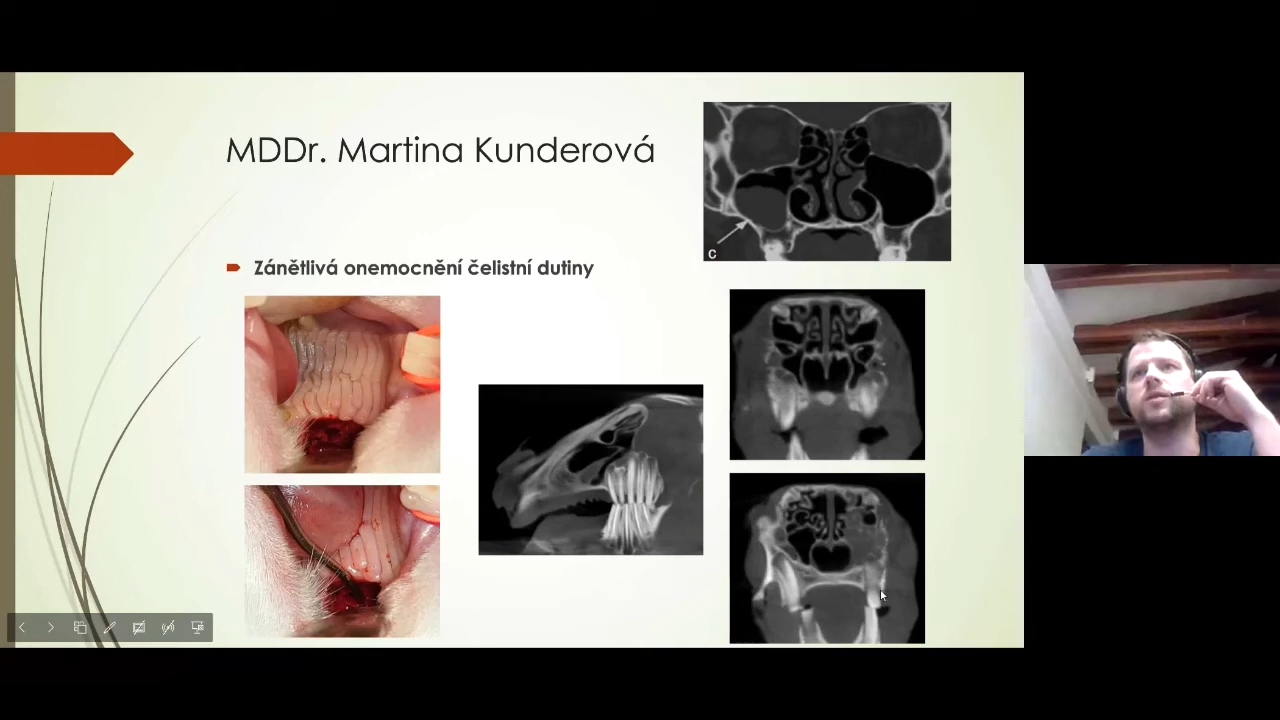 MDDr. Martina Kunderová
Zánětlivá onemocnění čelistní dutiny
C